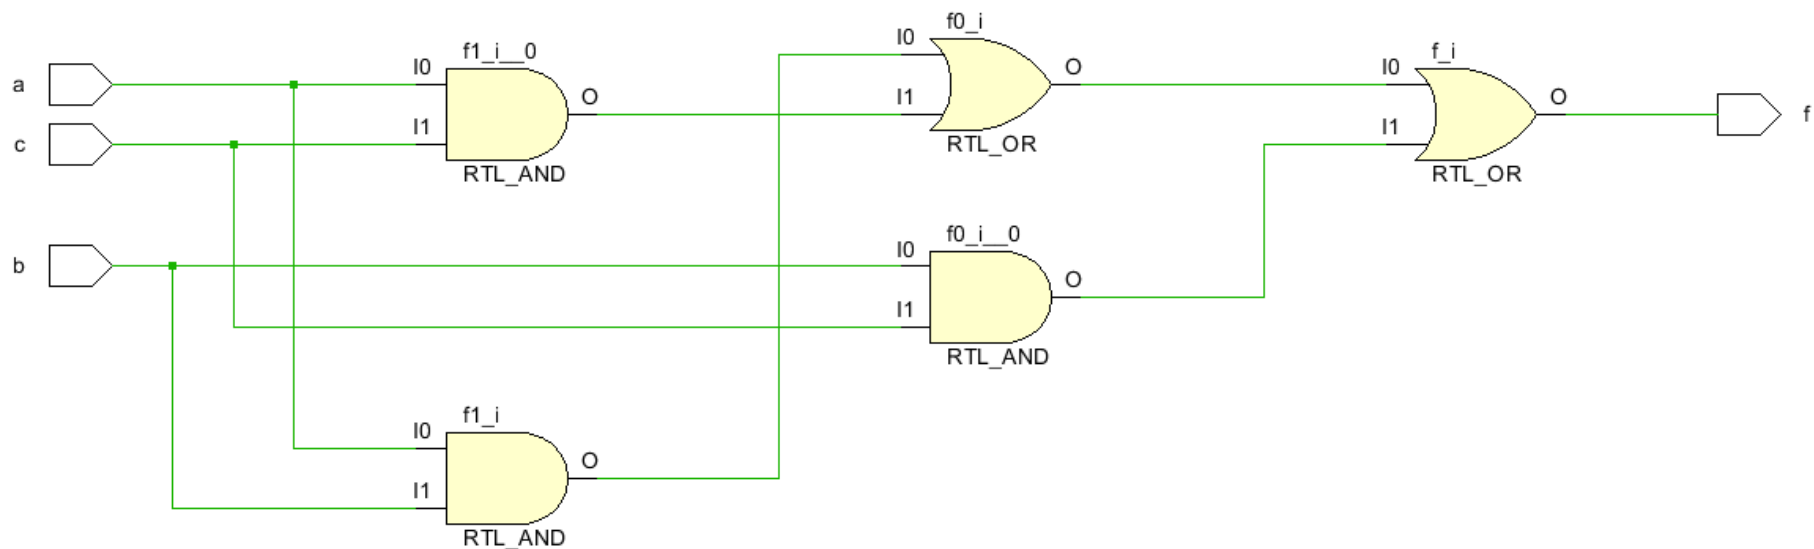 a
c
b
f1_i__0
I0
I1
O
RTL_AND
f1_i
I0
I1
O
RTL_AND
f0_i
I0
I1
O
RTL_OR
f0_i__0
I0
I1
O
RTL_AND
f_i
I0
I1
O
RTL_OR
f